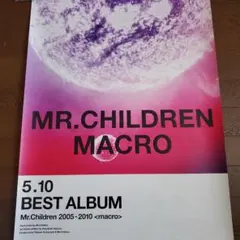 MR.CHILDREN
MACRO
5.10
BEST ALBUM
Mr.Children 2005-2010 <macro>